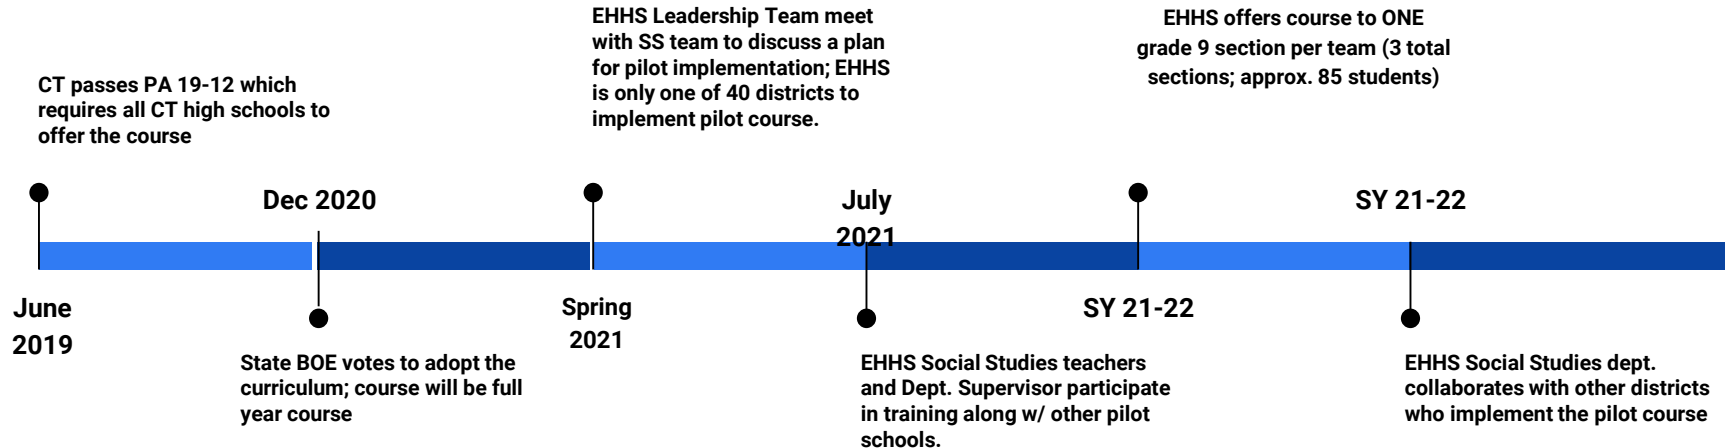 CT passes PA 19-12 which
requires all CT high schools to
offer the course
June
2019
Dec 2020
State BOE votes to adopt the
curriculum; course will be full
year course
EHHS Leadership Team meet
with SS team to discuss a plan
for pilot implementation; EHHS
is only one of 40 districts to
implement pilot course.
Spring
2021
July
2021
EHHS Social Studies teachers
and Dept. Supervisor participate
in training along w/ other pilot
schools.
EHHS offers course to ONE
grade 9 section per team (3 total
sections; approx. 85 students)
SY 21-22
SY 21-22
EHHS Social Studies dept.
collaborates with other districts
who implement the pilot course